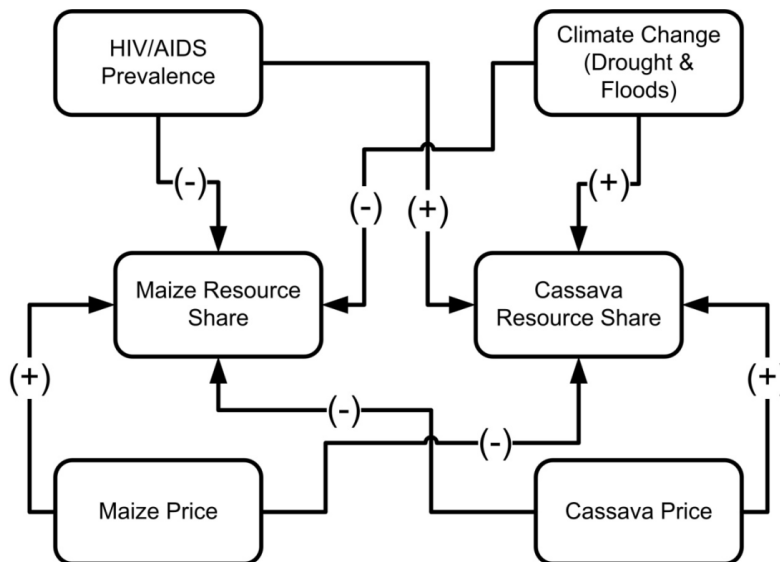 HIV/AIDS
Prevalence
Climate Change
(Drought &
Floods)
(-)
(-)
(+)
(+)
Maize Resource
Share
Cassava
Resource Share
(+)
(-)
(-)
(+)
Maize Price
Cassava Price